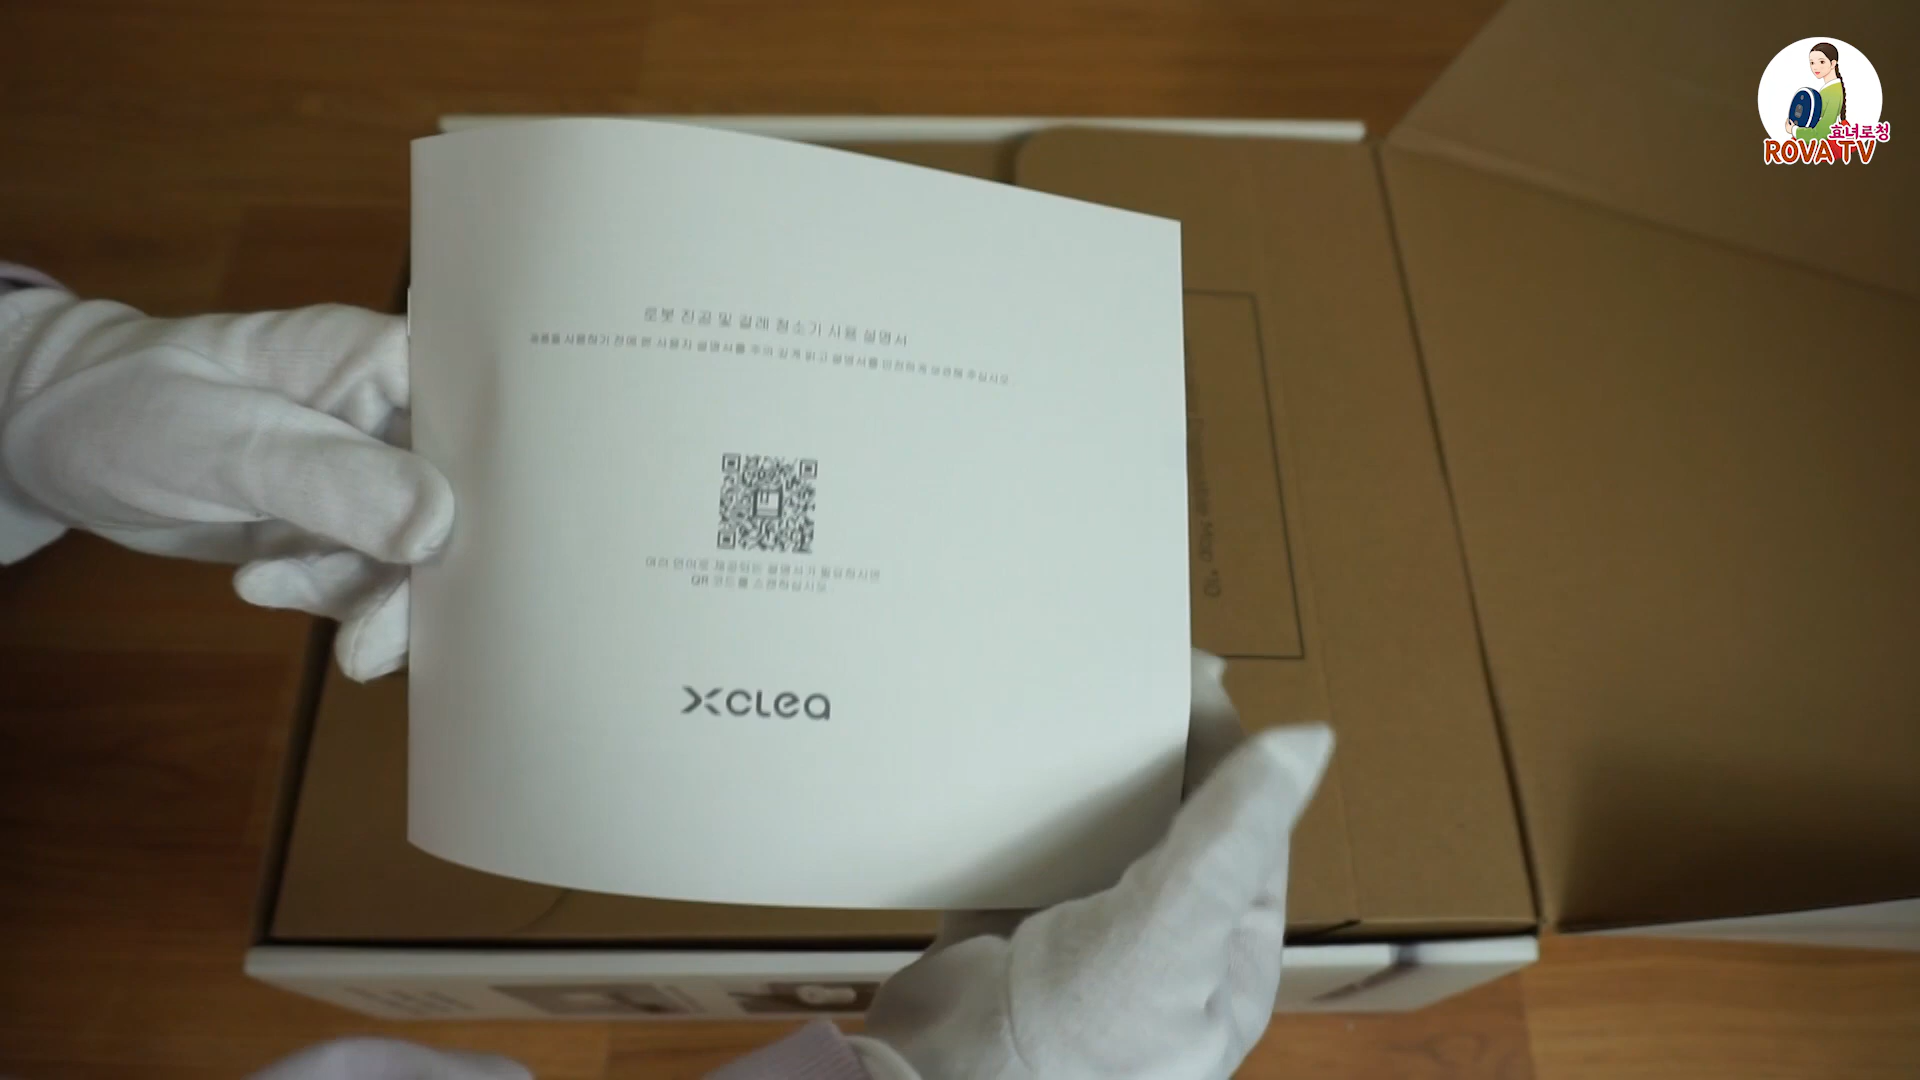 효녀로청
ROVA TV
로봇 진공 및 걸레 청소기 사용 설명서
제품을 사용하기 전에 본 사용자 설명서를 주의 깊게 읽고 설명서를 안전하게 보관해 주십시오
여러 언어로 제공되는 설명서가 필요하시면
QR 코드를 스캔하십시오
xclea
Disposable Mop *10